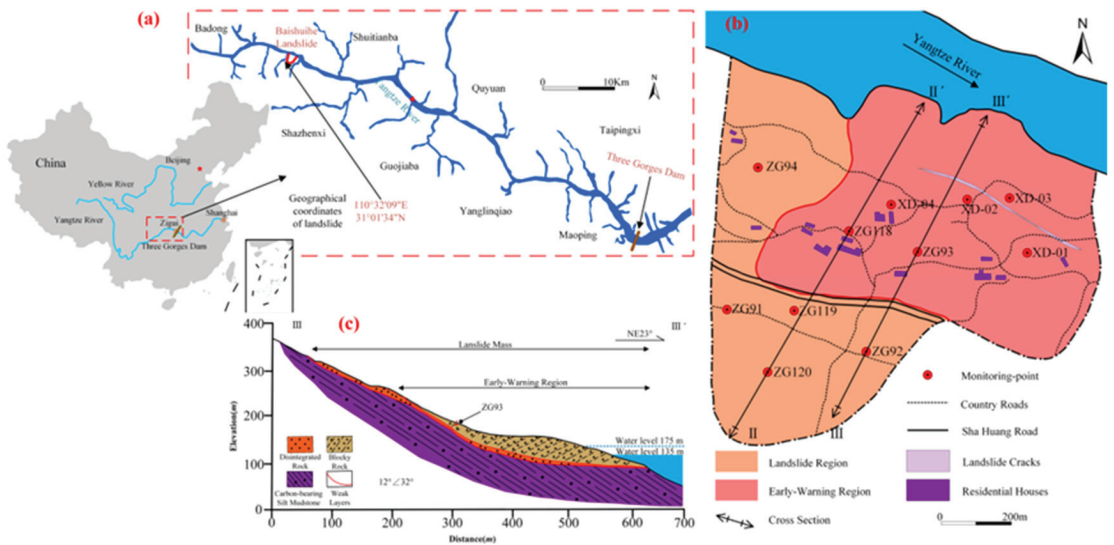 (a)
Badong
Baishuihe
Landslide
Shuitianba
0 10Km
N
Quyuan
Yangtze River
Taipingxi
Shazhenxi
Guojiaba
Three Gorges Dam
Geographical
coordinates
of landslide
110°32'09"E
31°01'34"N
Yanglinqiao
Maoping
China
Beijing
Yellow River
Yangtze River
Zigui
Shanghai
Three Gorges Dam
(b)
N
Yangtze River
II´
III´
ZG94
XD-04
XD-02
XD-03
ZG118
ZG93
XD-01
ZG91
ZG119
ZG92
ZG120
II
III
Monitoring-point
Country Roads
Sha Huang Road
Landslide Region
Landslide Cracks
Early-Warning Region
Residential Houses
Cross Section
0 200m
(c)
400
300
200
100
0
Elevation(m)
III
III´
NE23°
Lanslide Mass
Early-Warning Region
ZG93
Water level 175 m
Water level 135 m
Disintegrated
Rock
Blocky
Rock
Carbon-bearing
Silt Mudstone
Weak
Layers
12°∠32°
0 100 200 300 400 500 600 700
Distance(m)